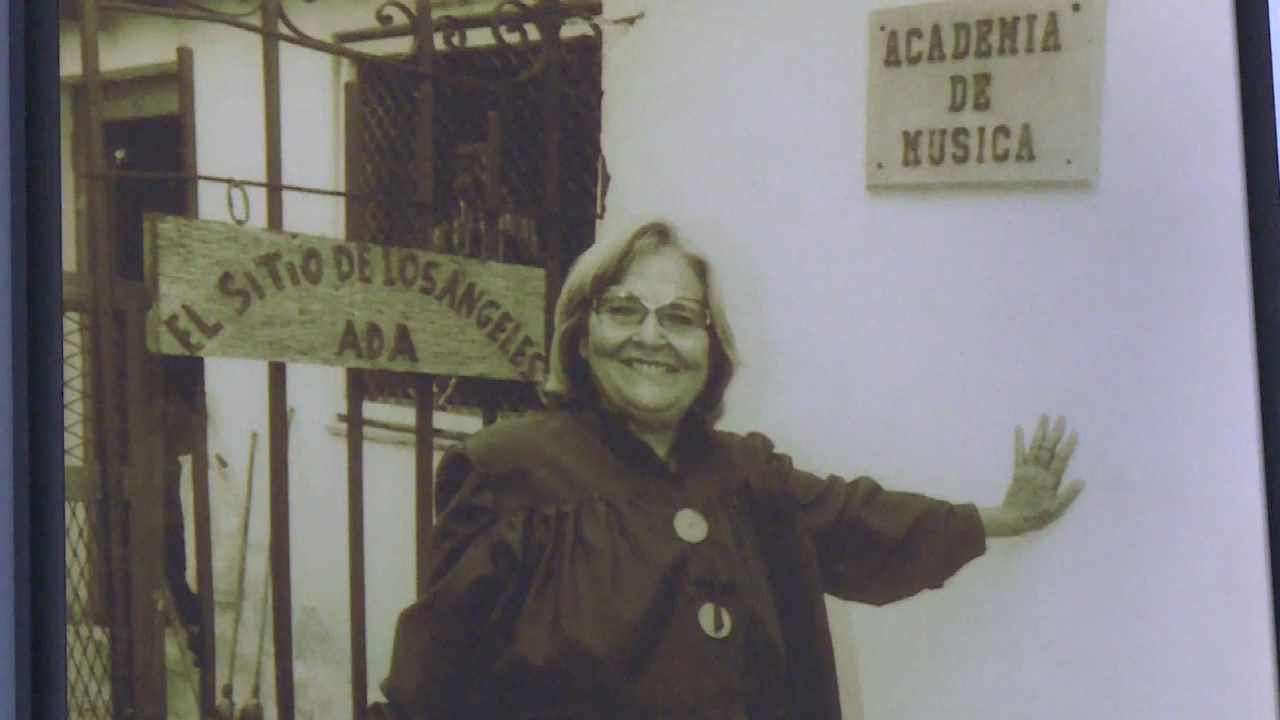 ACADEMIA
DE
MUSICA
EL SITIO DE LOS ANGELES
ADA